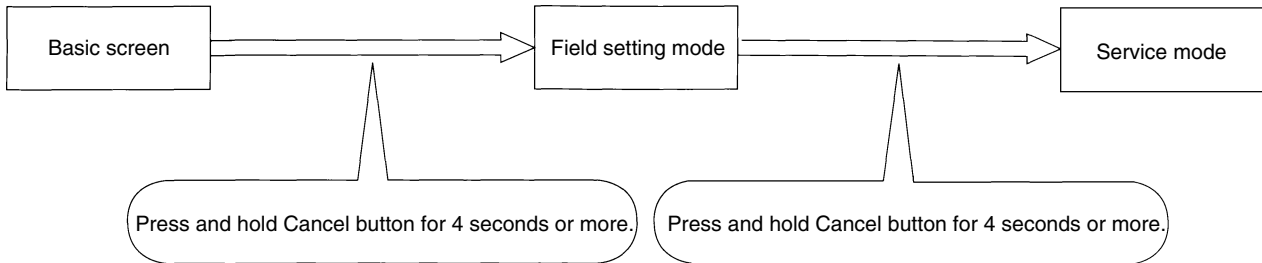 Basic screen
Field setting mode
Service mode
Press and hold Cancel button for 4 seconds or more.
Press and hold Cancel button for 4 seconds or more.